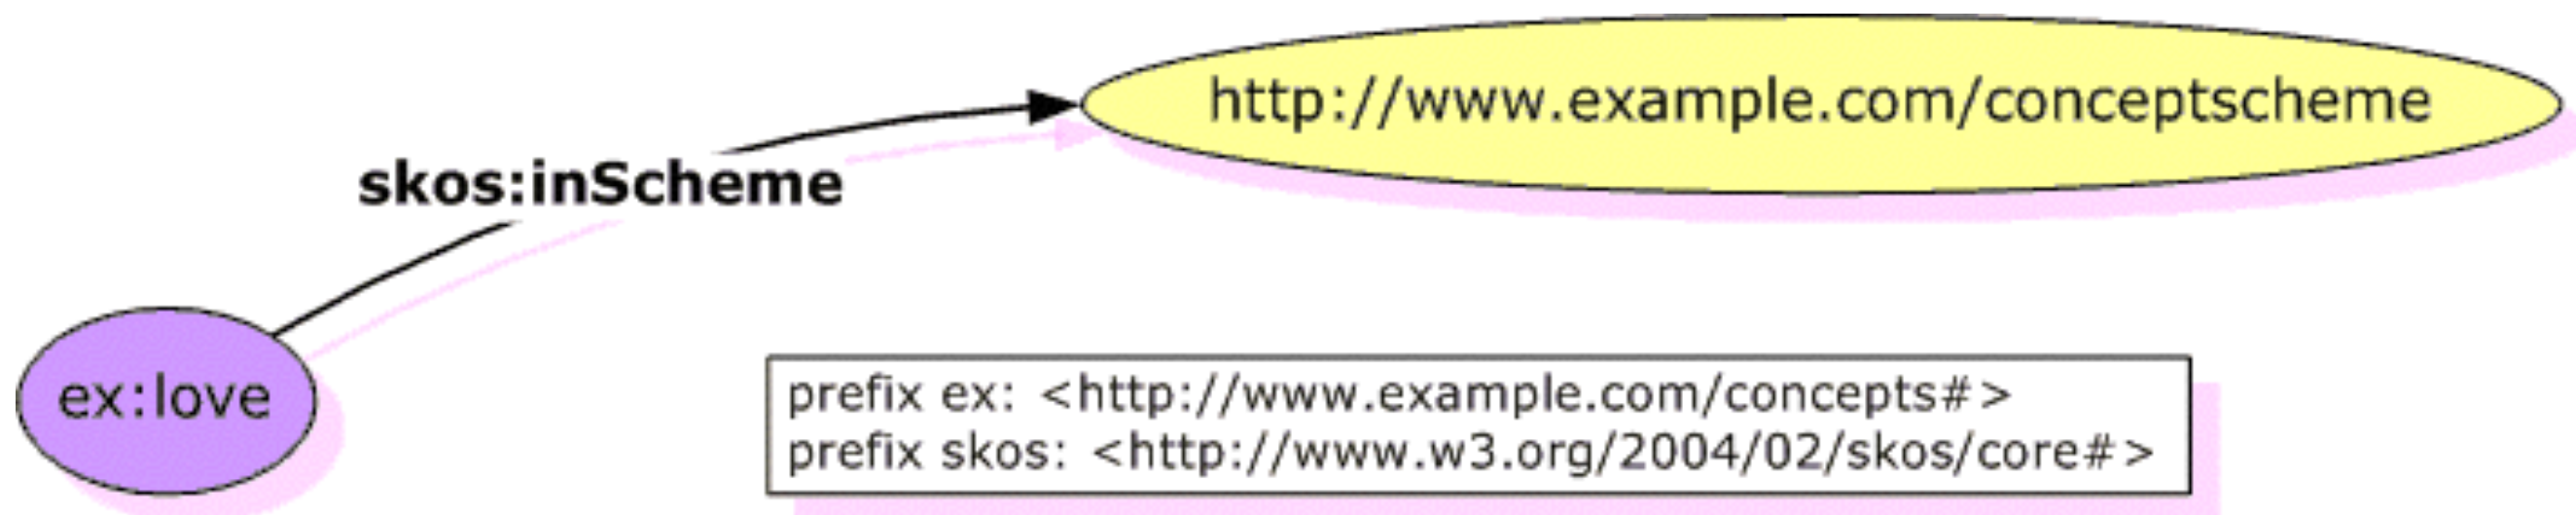 http://www.example.com/conceptscheme
skos:inScheme
ex:love
prefix ex: <http://www.example.com/concepts#>
prefix skos: <http://www.w3.org/2004/02/skos/core#>